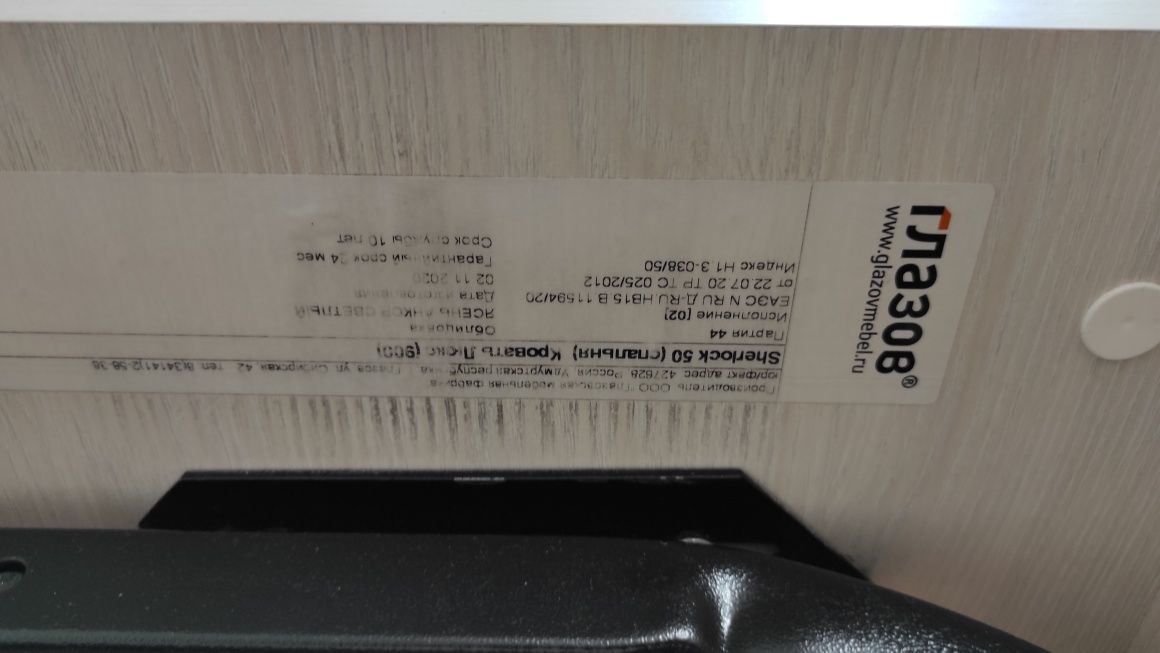 Производитель ООО "Глазовская мебельная фабрика"
юр/факт адрес 427628 Россия Удмуртская республика, Глазов ул. Сибирская 42 тел 8(34141)2-56-38
Sherlock 50 (спальня) Кровать Люкс (900)
Партия 44
Исполнение [02]
ЕАЭС N RU Д-RU.НВ15.В 11594/20
от 22.07.20 ТР ТС 025/2012
Индекс Н1 3-038/50
Облицовка
ЯСЕНЬ АНКОР СВЕТЛЫЙ
Дата изготовления
02 11 2020
Гарантийный срок 24 мес
Срок службы 10 лет
глазов®
www.glazovmebel.ru